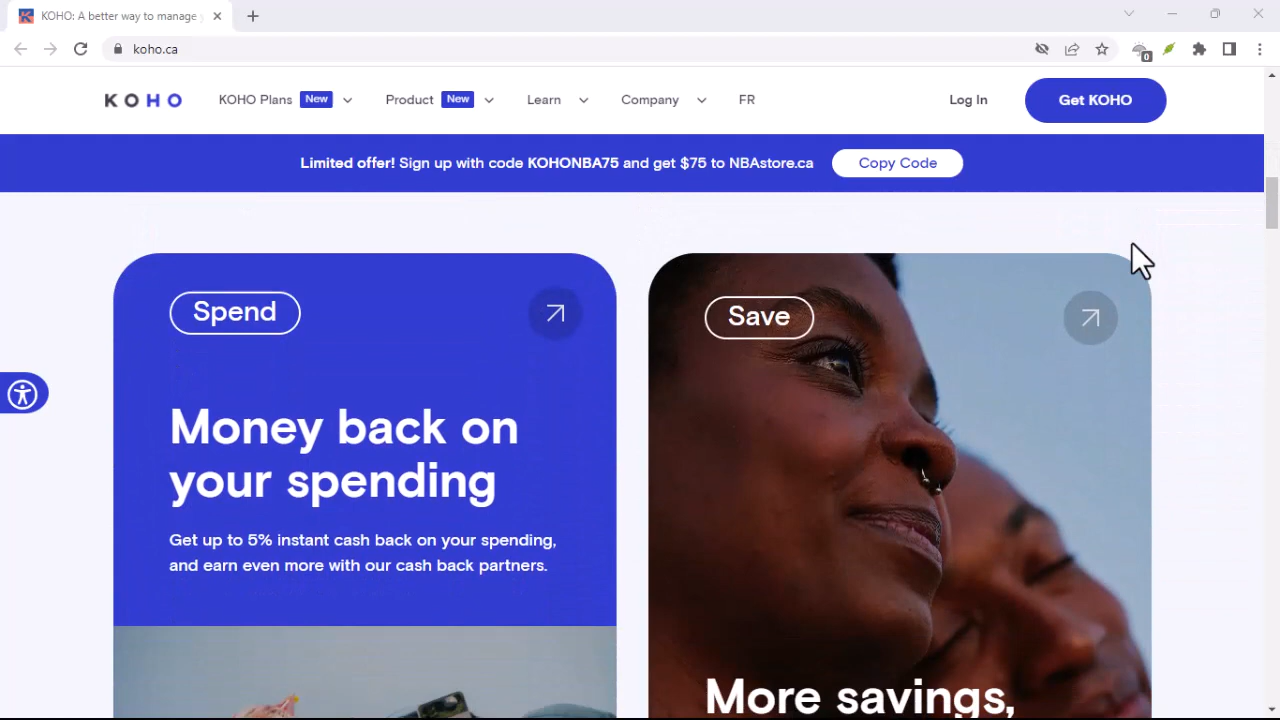 KOHO: A better way to manage
koho.ca
0
KOHO
KOHO Plans New
Product New
Learn
Company
FR
Log In
Get KOHO
Limited offer! Sign up with code KOHONBA75 and get $75 to NBAstore.ca
Copy Code
Spend
Money back on
your spending
Get up to 5% instant cash back on your spending,
and earn even more with our cash back partners.
Save
More savings,